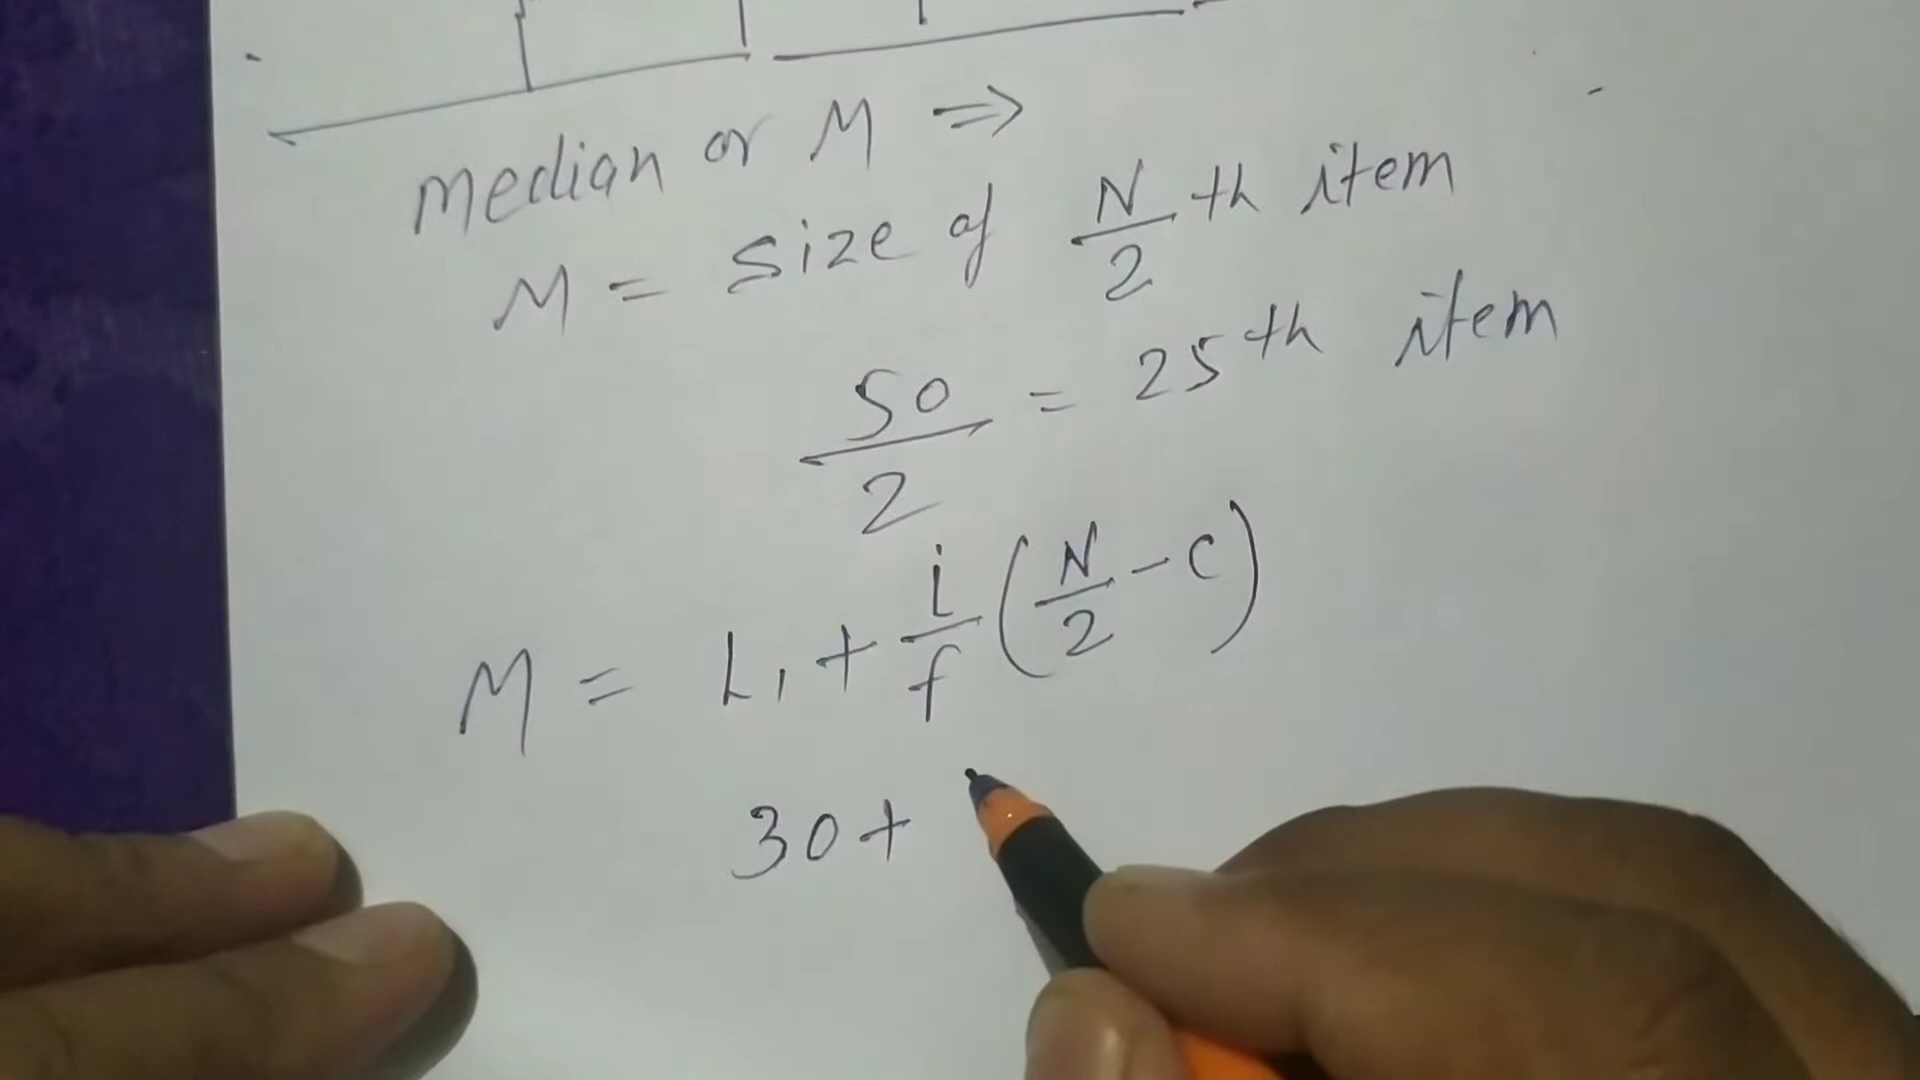 Median or M ⇒
M = size of N/2 th item
50/2 = 25th item
M = L₁ + i/f (N/2 - C)
30+